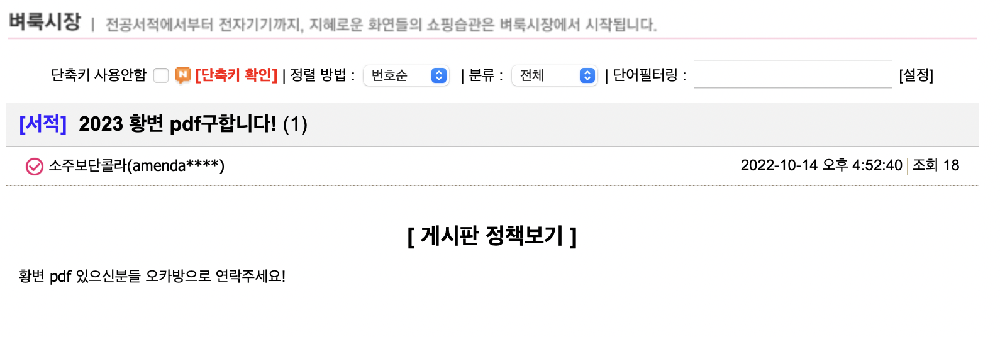 벼룩시장 | 전공서적에서부터 전자기기까지, 지혜로운 화연들의 쇼핑습관은 벼룩시장에서 시작됩니다.
단축키 사용안함 N [단축키 확인] | 정렬 방법 : 번호순 | 분류 : 전체 | 단어필터링 : [설정]
[서적] 2023 황변 pdf구합니다! (1)
소주보단콜라(amenda****) 2022-10-14 오후 4:52:40 조회 18
[ 게시판 정책보기 ]
황변 pdf 있으신분들 오카방으로 연락주세요!